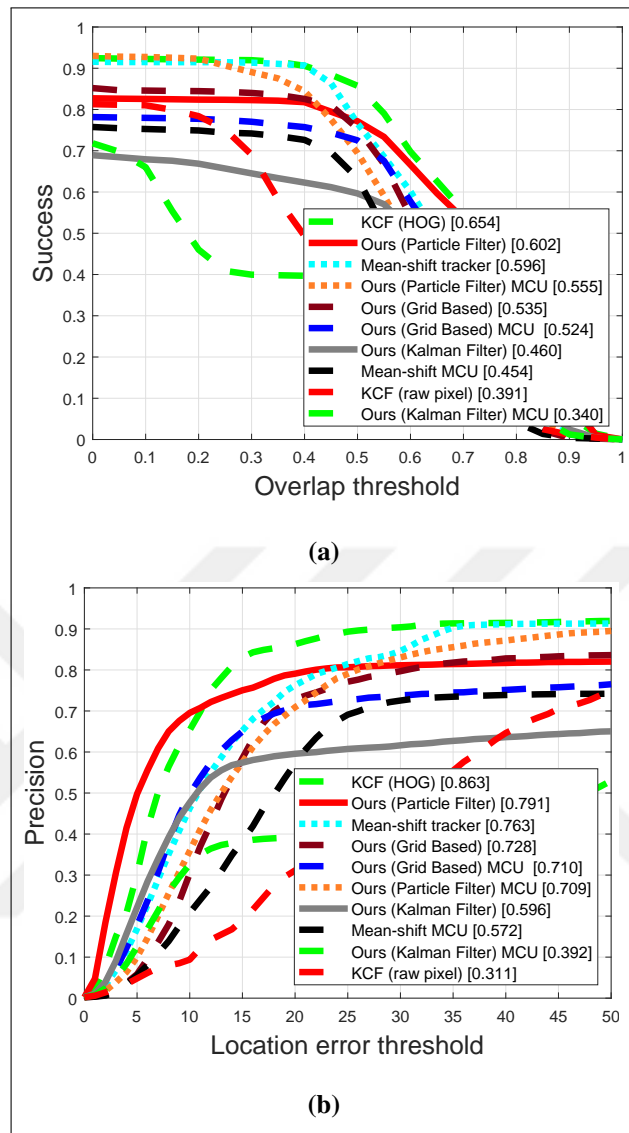 1
0.9
0.8
0.7
0.6
0.5
0.4
0.3
0.2
0.1
0
Success
KCF (HOG) [0.654]
Ours (Particle Filter) [0.602]
Mean-shift tracker [0.596]
Ours (Particle Filter) MCU [0.555]
Ours (Grid Based) [0.535]
Ours (Grid Based) MCU [0.524]
Ours (Kalman Filter) [0.460]
Mean-shift MCU [0.454]
KCF (raw pixel) [0.391]
Ours (Kalman Filter) MCU [0.340]
0 0.1 0.2 0.3 0.4 0.5 0.6 0.7 0.8 0.9 1
Overlap threshold
(a)
1
0.9
0.8
0.7
0.6
0.5
0.4
0.3
0.2
0.1
0
Precision
KCF (HOG) [0.863]
Ours (Particle Filter) [0.791]
Mean-shift tracker [0.763]
Ours (Grid Based) [0.728]
Ours (Grid Based) MCU [0.710]
Ours (Particle Filter) MCU [0.709]
Ours (Kalman Filter) [0.596]
Mean-shift MCU [0.572]
Ours (Kalman Filter) MCU [0.392]
KCF (raw pixel) [0.311]
0 5 10 15 20 25 30 35 40 45 50
Location error threshold
(b)